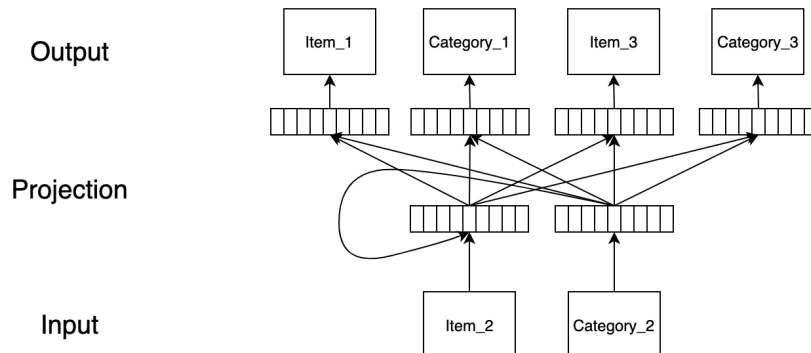 Output
Item_1
Category_1
Item_3
Category_3
Projection
Input
Item_2
Category_2